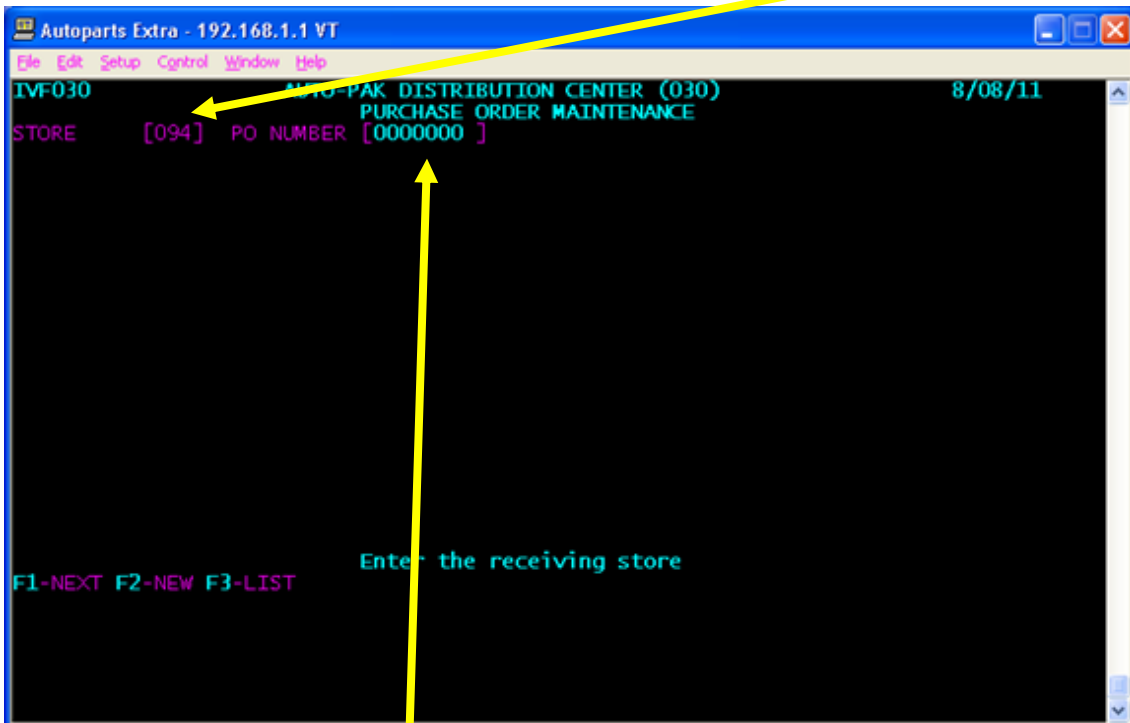 Autoparts Extra - 192.168.1.1 VT
File Edit Setup Control Window Help
IVF030 AUTO-PAK DISTRIBUTION CENTER (030) 8/08/11
PURCHASE ORDER MAINTENANCE
STORE [094] PO NUMBER [0000000 ]
Enter the receiving store
F1-NEXT F2-NEW F3-LIST